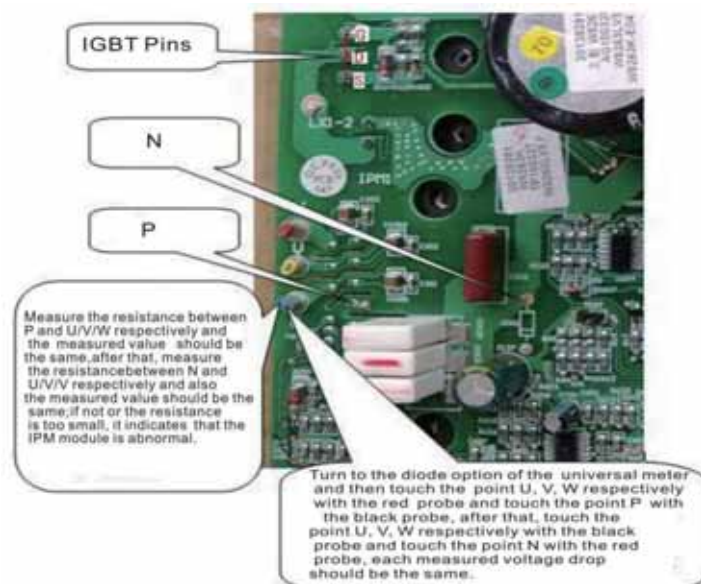 IGBT Pins
G
D
S
LX1-2
IPM1
N
P
U
Measure the resistance between
P and U/V/W respectively and
the measured value should be
the same,after that, measure
the resistancebetween N and
U/V/V respectively and also
the measured value should be the
same;if not or the resistance
is too small, it indicates that the
IPM module is abnormal.
Turn to the diode option of the universal meter
and then touch the point U, V, W respectively
with the red probe and touch the point P with
the black probe, after that, touch the
point U, V, W respectively with the black
probe and touch the point N with the red
probe, each measured voltage drop
should be the same.